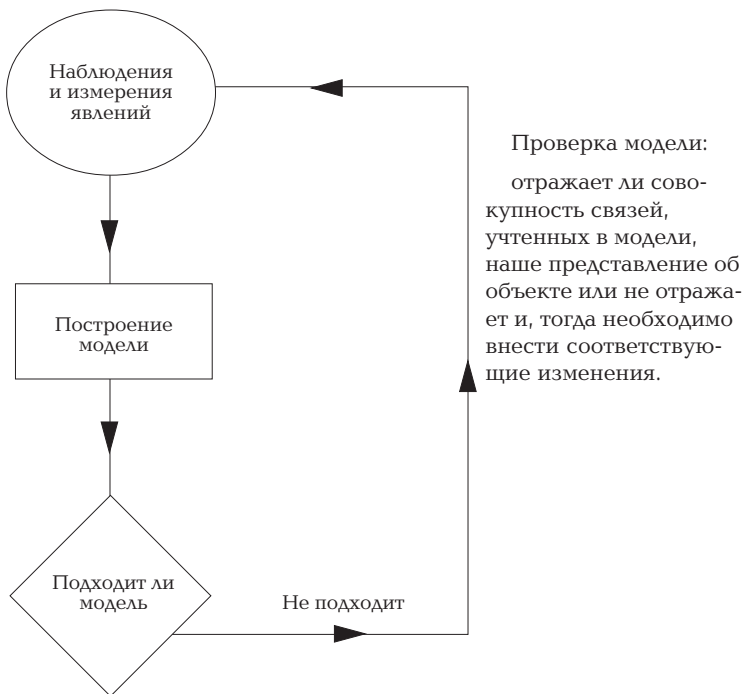 Наблюдения
и измерения
явлений
Проверка модели:
отражает ли сово-
купность связей,
учтенных в модели,
наше представление об
объекте или не отража-
ет и, тогда необходимо
внести соответствую-
щие изменения.
Построение
модели
Подходит ли
модель
Не подходит